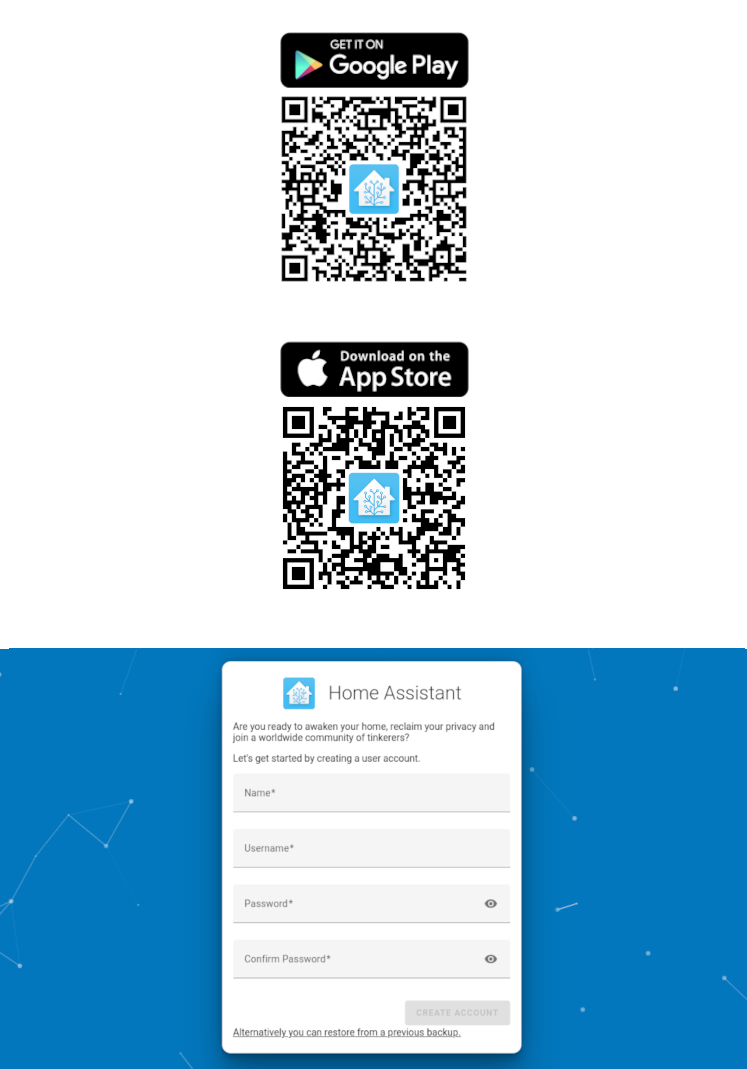 GET IT ON
Google Play
Download on the
App Store
Home Assistant
Are you ready to awaken your home, reclaim your privacy and
join a worldwide community of tinkerers?
Let's get started by creating a user account.
Name*
Username*
Password*
Confirm Password*
CREATE ACCOUNT
Alternatively you can restore from a previous backup.